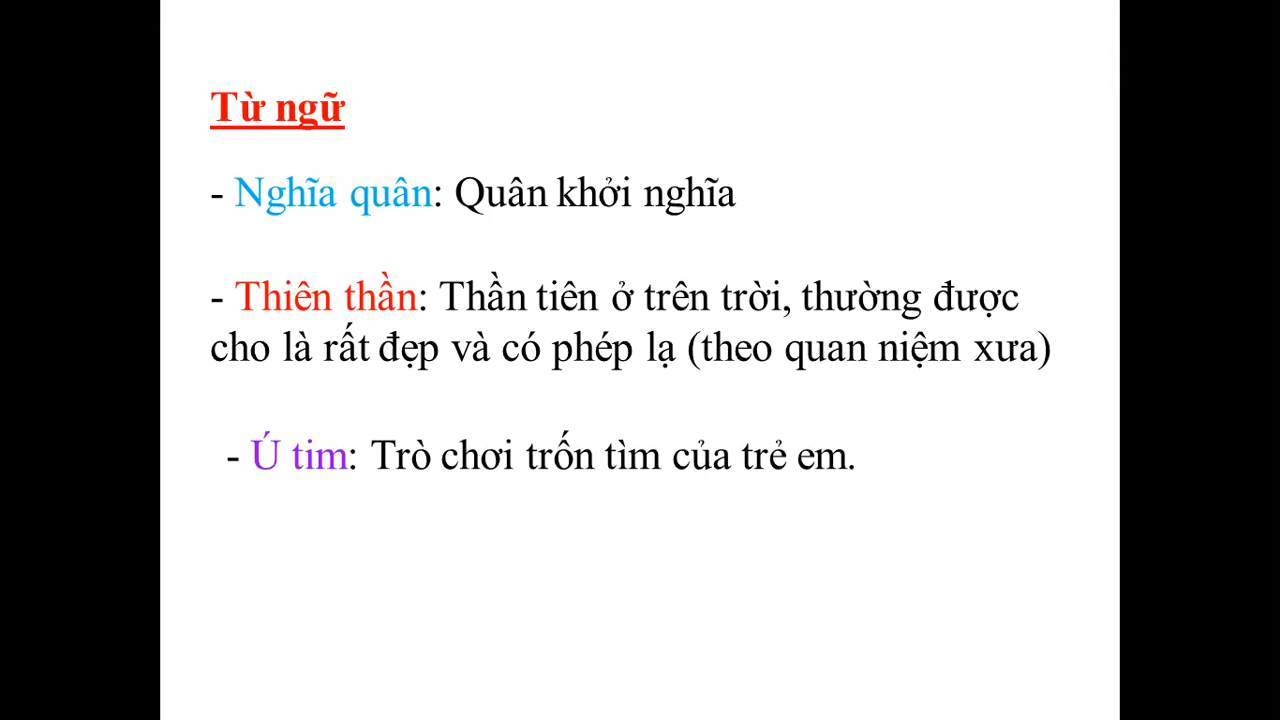 Từ ngữ
- Nghĩa quân: Quân khởi nghĩa
- Thiên thần: Thần tiên ở trên trời, thường được
cho là rất đẹp và có phép lạ (theo quan niệm xưa)
- Ú tim: Trò chơi trốn tìm của trẻ em.